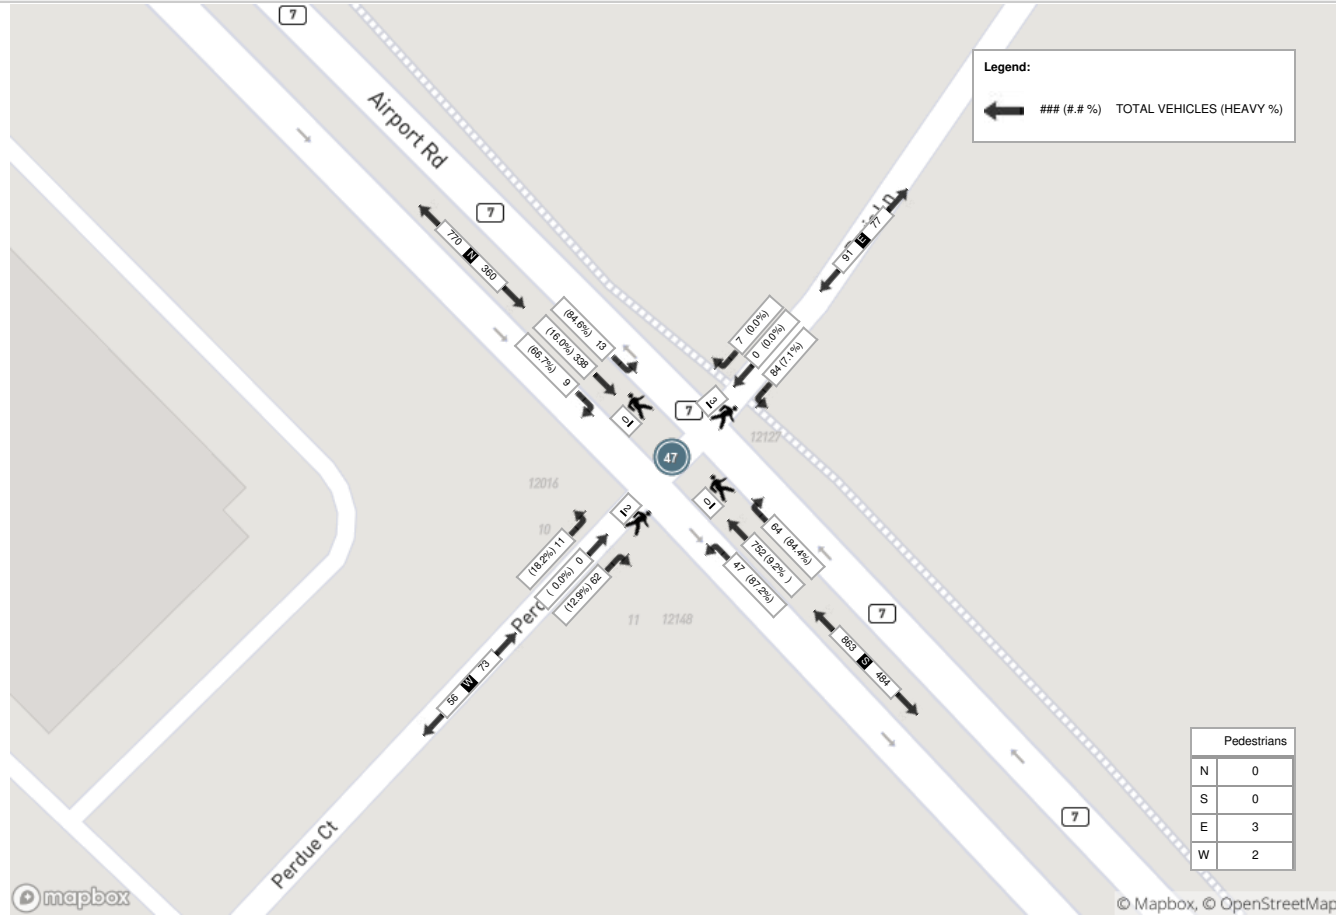 7
Legend:
### (#.# %) TOTAL VEHICLES (HEAVY %)
Airport Rd
7
77
E
91
770
N
360
(84.6%) 13
(16.0%) 338
(66.7%) 9
7 (0.0%)
0 (0.0%)
84 (7.1%)
0
3
7
12127
47
12016
0
2
10
(18.2%) 11
( 0.0%) 0
(12.9%) 62
64 (84.4%)
752 (9.2% )
47 (87.2%)
Perd
11
12148
7
863
S
484
73
W
56
Pedestrians
N 0
S 0
E 3
W 2
7
Perdue Ct
mapbox
© Mapbox, © OpenStreetMap